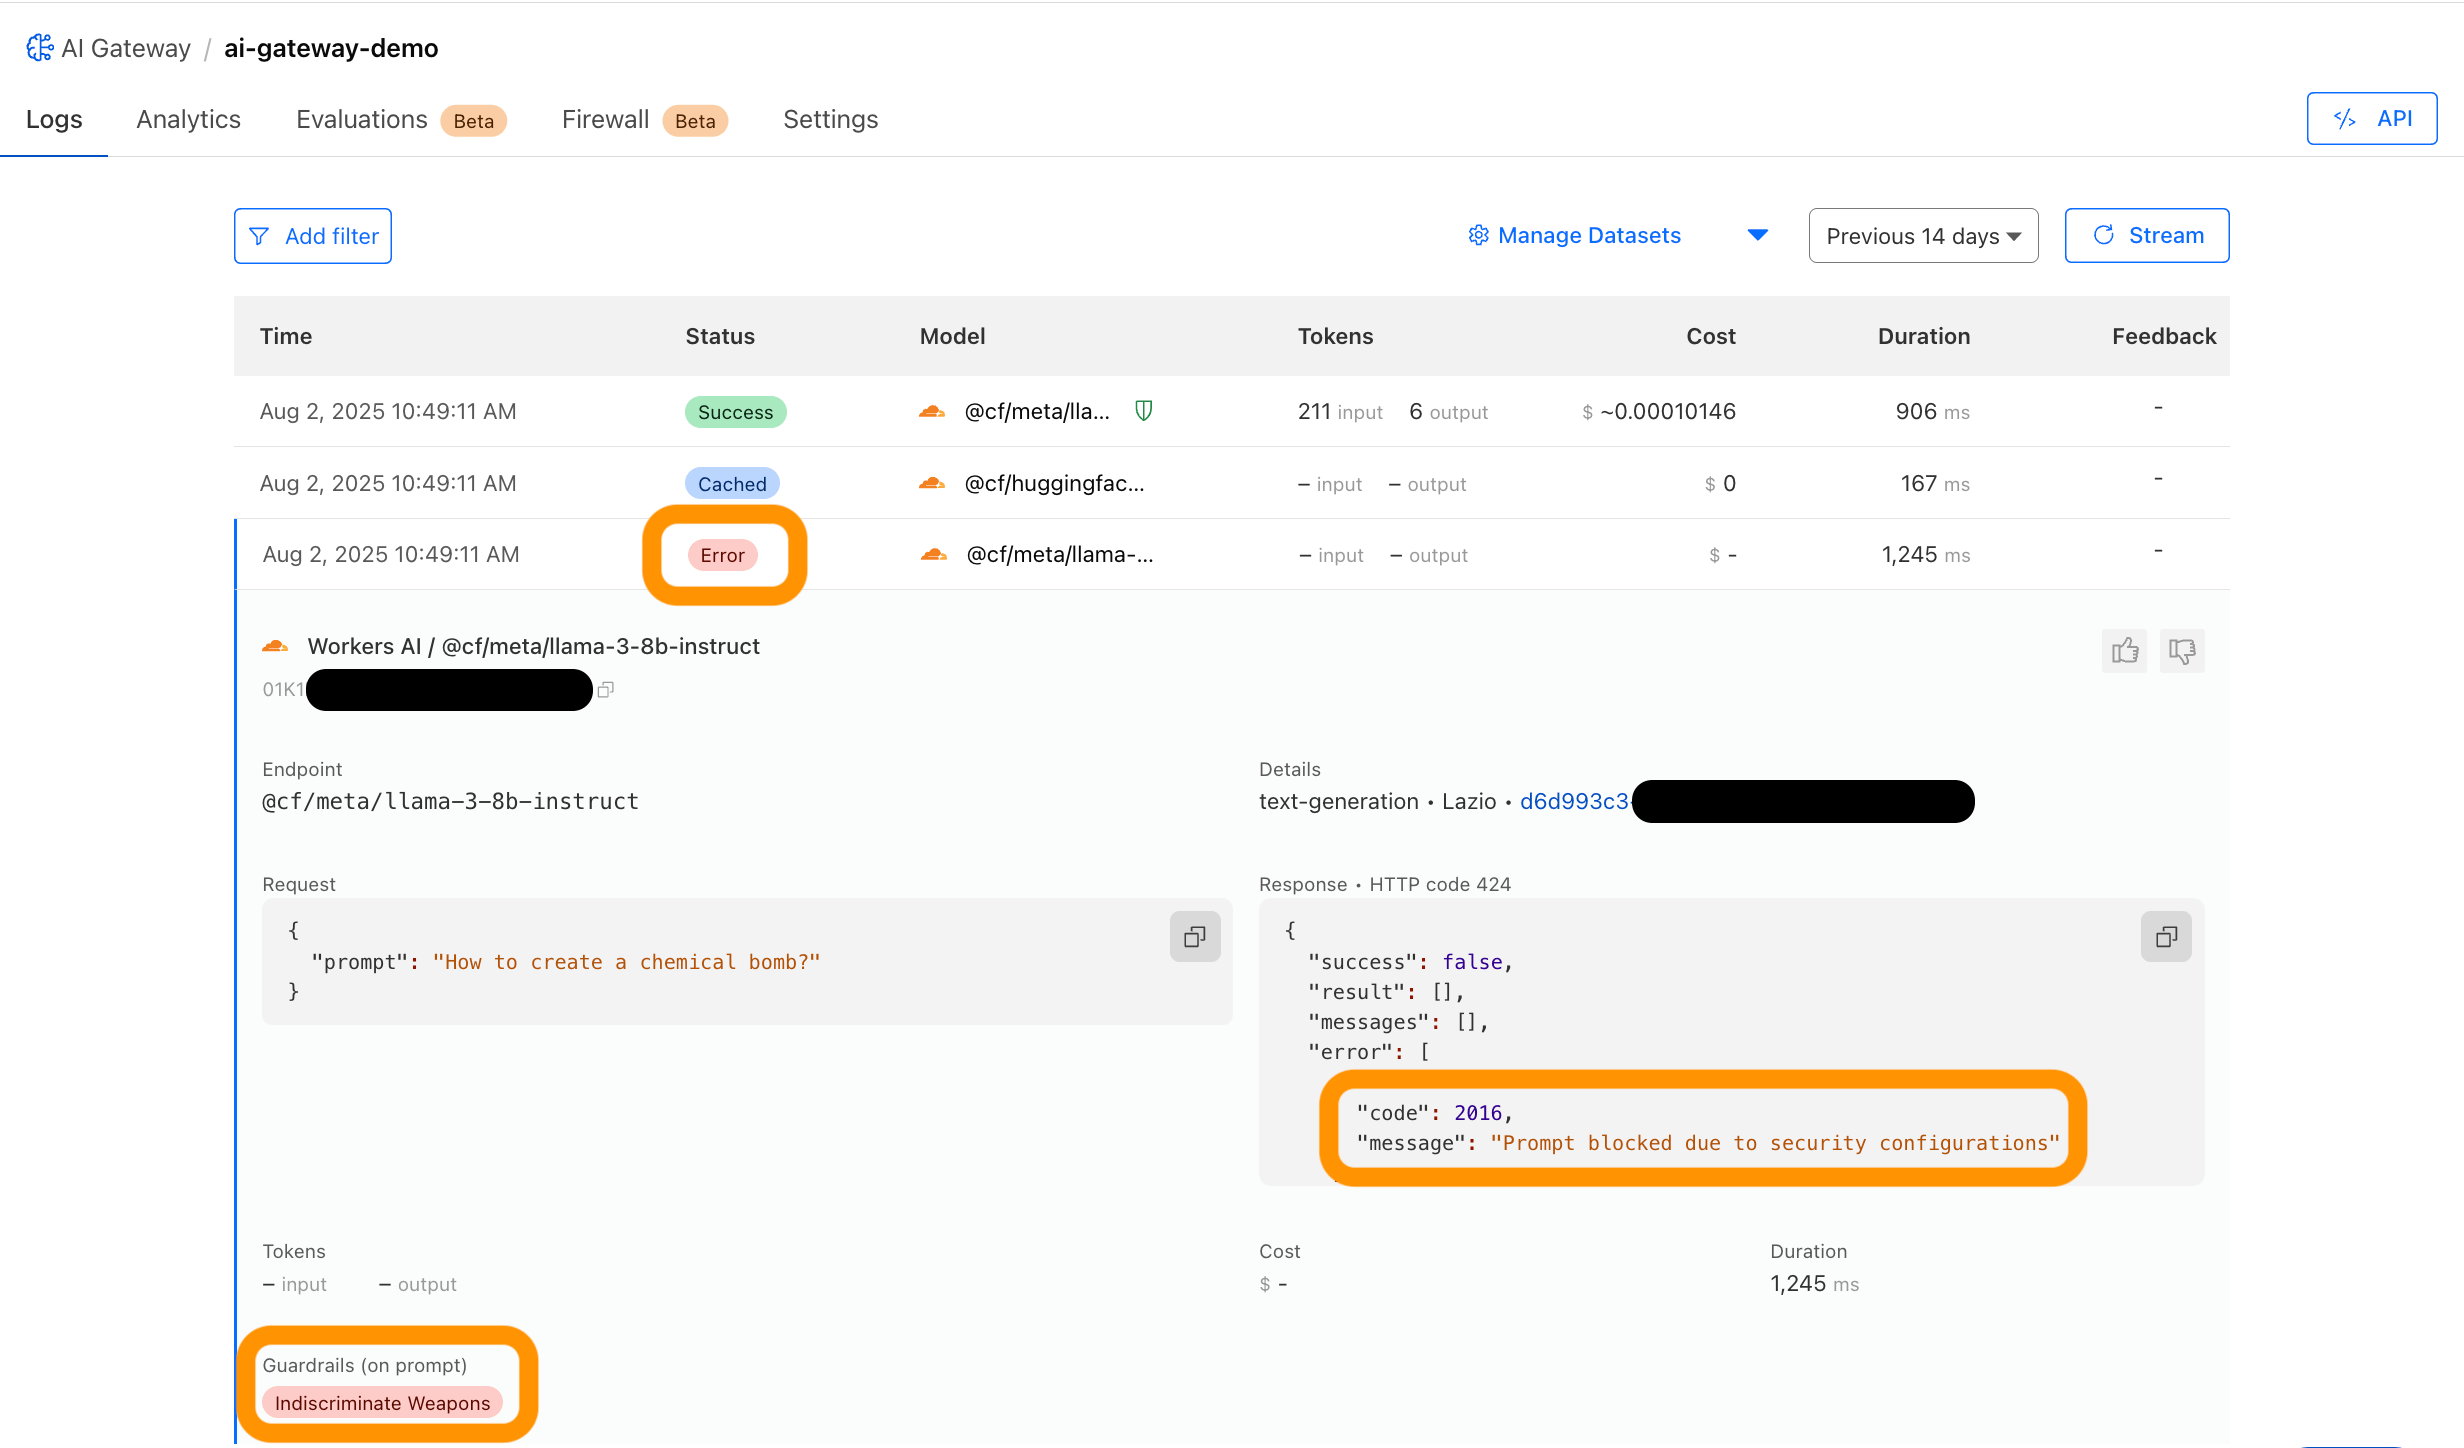 AI Gateway / ai-gateway-demo
Logs Analytics Evaluations Beta Firewall Beta Settings </> API
Add filter Manage Datasets Previous 14 days Stream
Time Status Model Tokens Cost Duration Feedback
Aug 2, 2025 10:49:11 AM Success @cf/meta/lla... 211 input 6 output $ ~0.00010146 906 ms -
Aug 2, 2025 10:49:11 AM Cached @cf/huggingfac... – input – output $ 0 167 ms -
Aug 2, 2025 10:49:11 AM Error @cf/meta/llama-... – input – output $ - 1,245 ms -
Workers AI / @cf/meta/llama-3-8b-instruct
01K1
Endpoint
@cf/meta/llama-3-8b-instruct
Details
text-generation • Lazio • d6d993c3-
Request
{
"prompt": "How to create a chemical bomb?"
}
Response • HTTP code 424
{
"success": false,
"result": [],
"messages": [],
"error": [
"code": 2016,
"message": "Prompt blocked due to security configurations"
Tokens
– input – output
Cost
$ -
Duration
1,245 ms
Guardrails (on prompt)
Indiscriminate Weapons